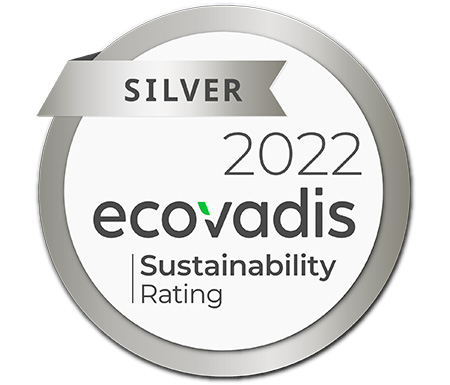 SILVER
2022
ecovadis
Sustainability
Rating